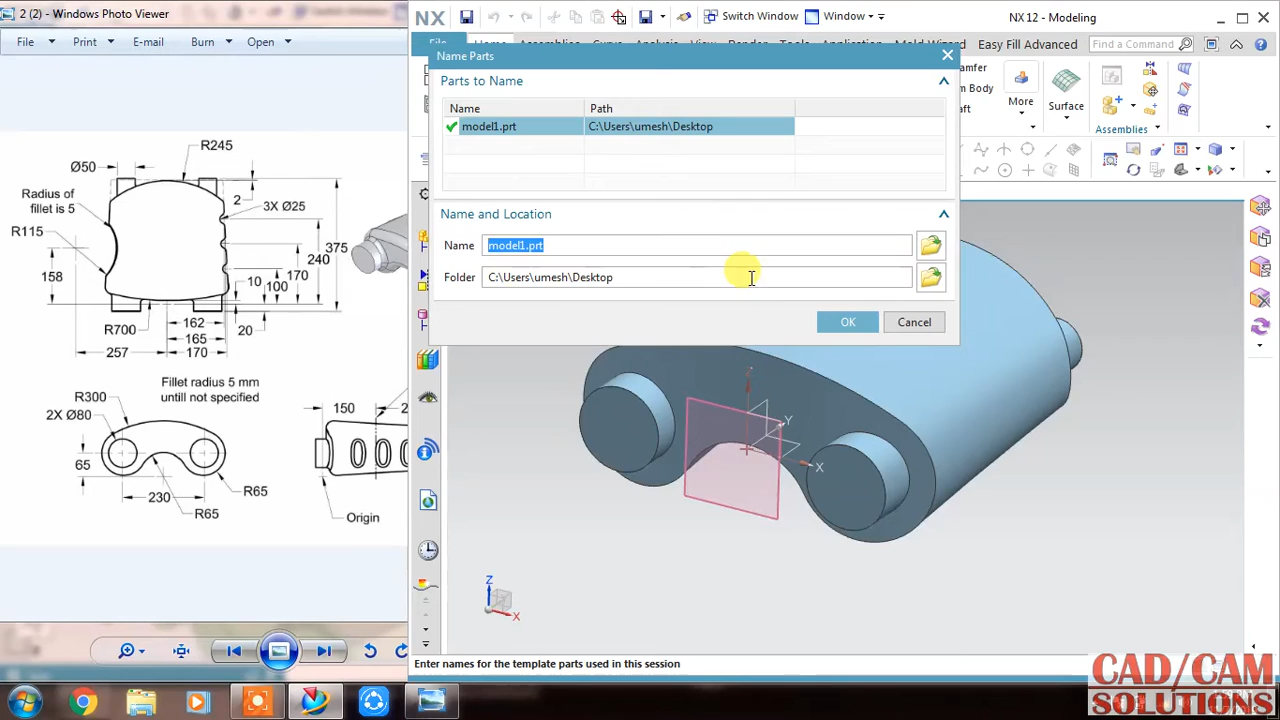 2 (2) - Windows Photo Viewer
File
Print
E-mail
Burn
Open
NX
Switch Window
Window
NX 12 - Modeling
Easy Fill Advanced
Find a Command
More
Surface
Assemblies
Name Parts
Parts to Name
Name
Path
model1.prt
C:\Users\umesh\Desktop
Name and Location
Name
model1.prt
Folder
C:\Users\umesh\Desktop
OK
Cancel
R245
Ø50
2
Radius of
fillet is 5
3X Ø25
R115
375
240
170
158
10
100
R700
162
20
165
257
170
Fillet radius 5 mm
untill not specified
R300
2X Ø80
150
2
65
230
R65
R65
Origin
Z
Y
X
Z
X
Enter names for the template parts used in this session
CAD/CAM
SOLUTIONS